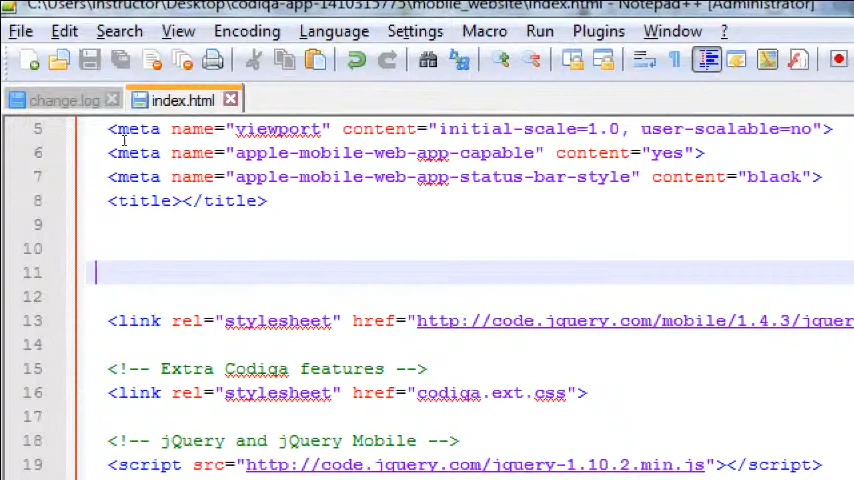 C:\Users\Instructor\Desktop\codiqa-app-1410315775\mobile_website\index.html - Notepad++ [Administrator]
File Edit Search View Encoding Language Settings Macro Run Plugins Window ?
change.log index.html
5 <meta name="viewport" content="initial-scale=1.0, user-scalable=no">
6 <meta name="apple-mobile-web-app-capable" content="yes">
7 <meta name="apple-mobile-web-app-status-bar-style" content="black">
8 <title></title>
9
10
11
12
13 <link rel="stylesheet" href="http://code.jquery.com/mobile/1.4.3/jquer
14
15 <!-- Extra Codiqa features -->
16 <link rel="stylesheet" href="codiqa.ext.css">
17
18 <!-- jQuery and jQuery Mobile -->
19 <script src="http://code.jquery.com/jquery-1.10.2.min.js"></script>